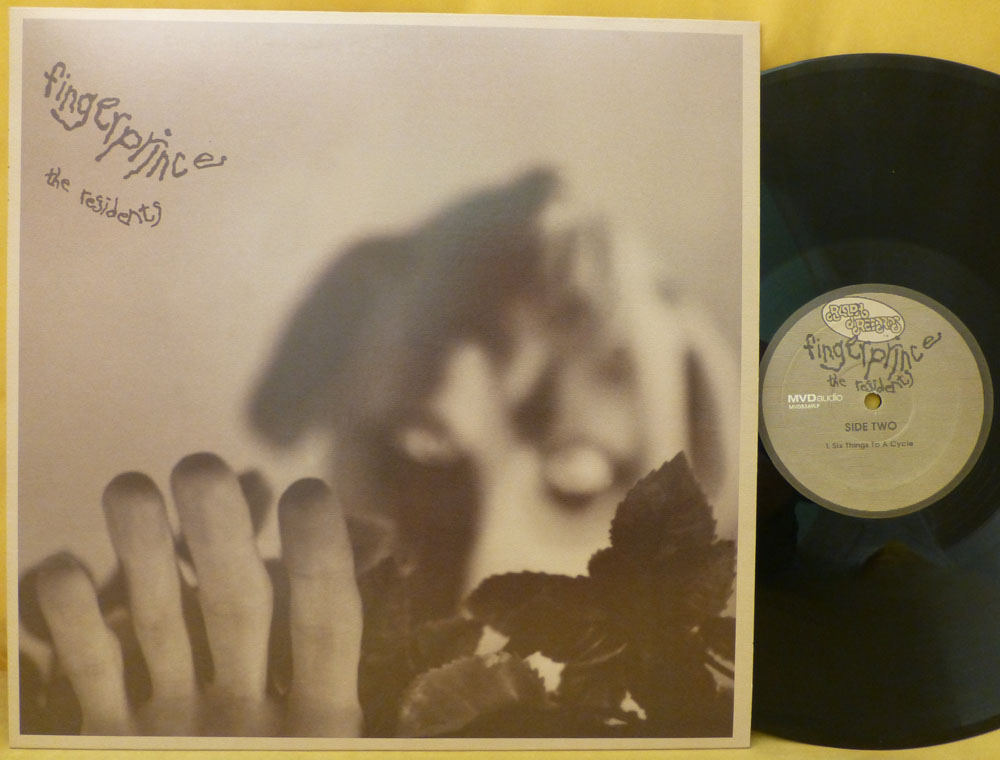 fingerprince
the residents
RALPH RECORDS
fingerprince
the residents
MVDaudio
SIDE TWO
1. Six Things To A Cycle